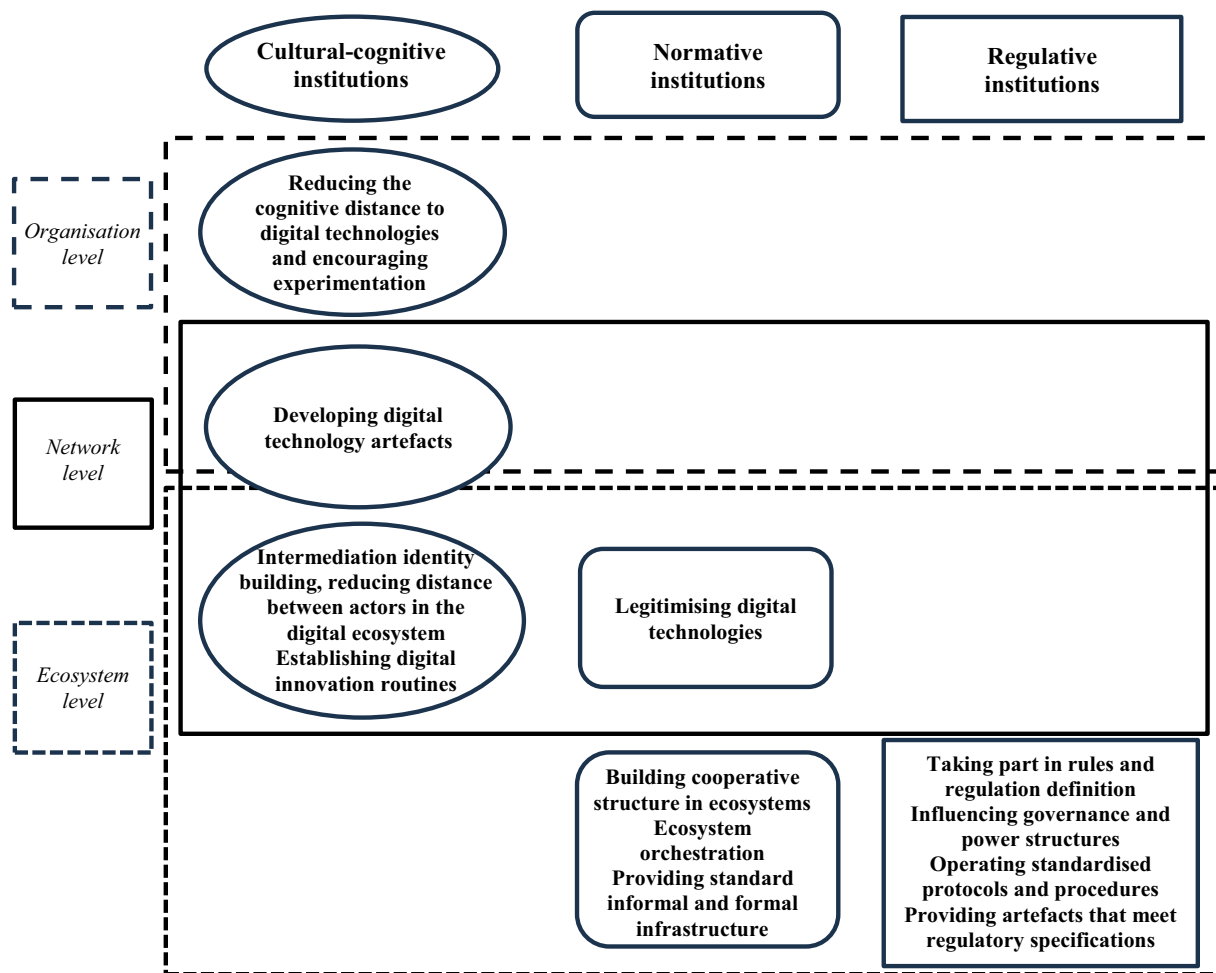 Cultural-cognitive
institutions
Normative
institutions
Regulative
institutions
Organisation
level
Reducing the
cognitive distance to
digital technologies
and encouraging
experimentation
Network
level
Developing digital
technology artefacts
Ecosystem
level
Intermediation identity
building, reducing distance
between actors in the
digital ecosystem
Establishing digital
innovation routines
Legitimising digital
technologies
Building cooperative
structure in ecosystems
Ecosystem
orchestration
Providing standard
informal and formal
infrastructure
Taking part in rules and
regulation definition
Influencing governance and
power structures
Operating standardised
protocols and procedures
Providing artefacts that meet
regulatory specifications